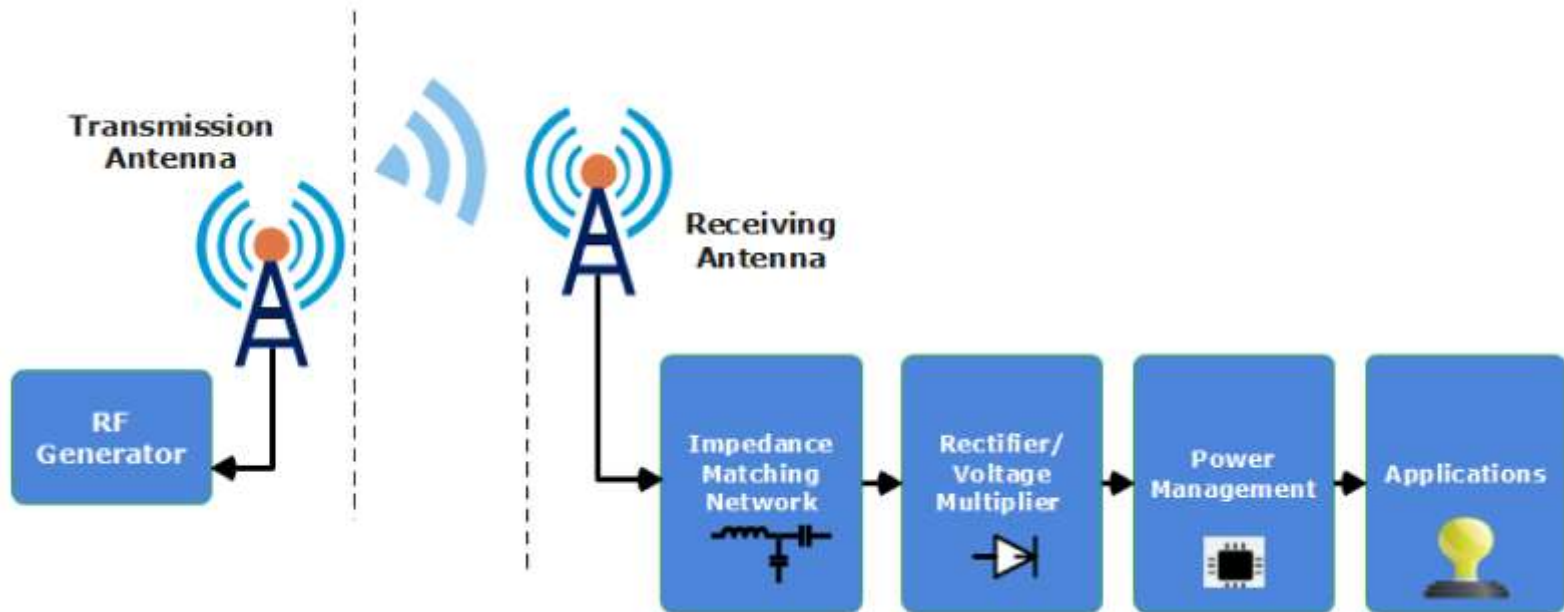 Transmission
Antenna
Receiving
Antenna
RF
Generator
Impedance
Matching
Network
Rectifier/
Voltage
Multiplier
Power
Management
Applications